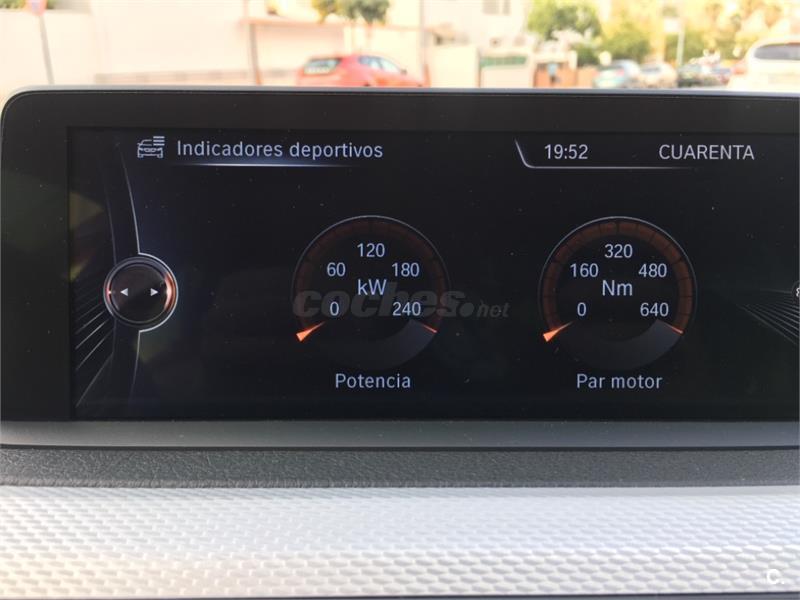 Indicadores deportivos
19:52
CUARENTA
120
60 180
kW
0 240
Potencia
320
160 480
Nm
0 640
Par motor
coches.net
C.